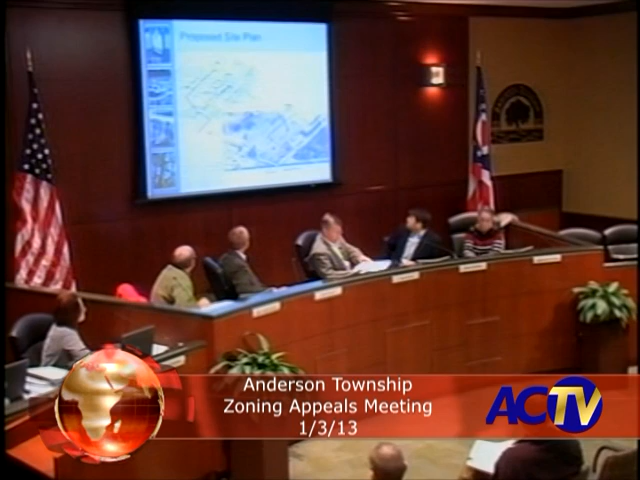 Proposed Site Plan
Anderson Township
Zoning Appeals Meeting
1/3/13
ACTV